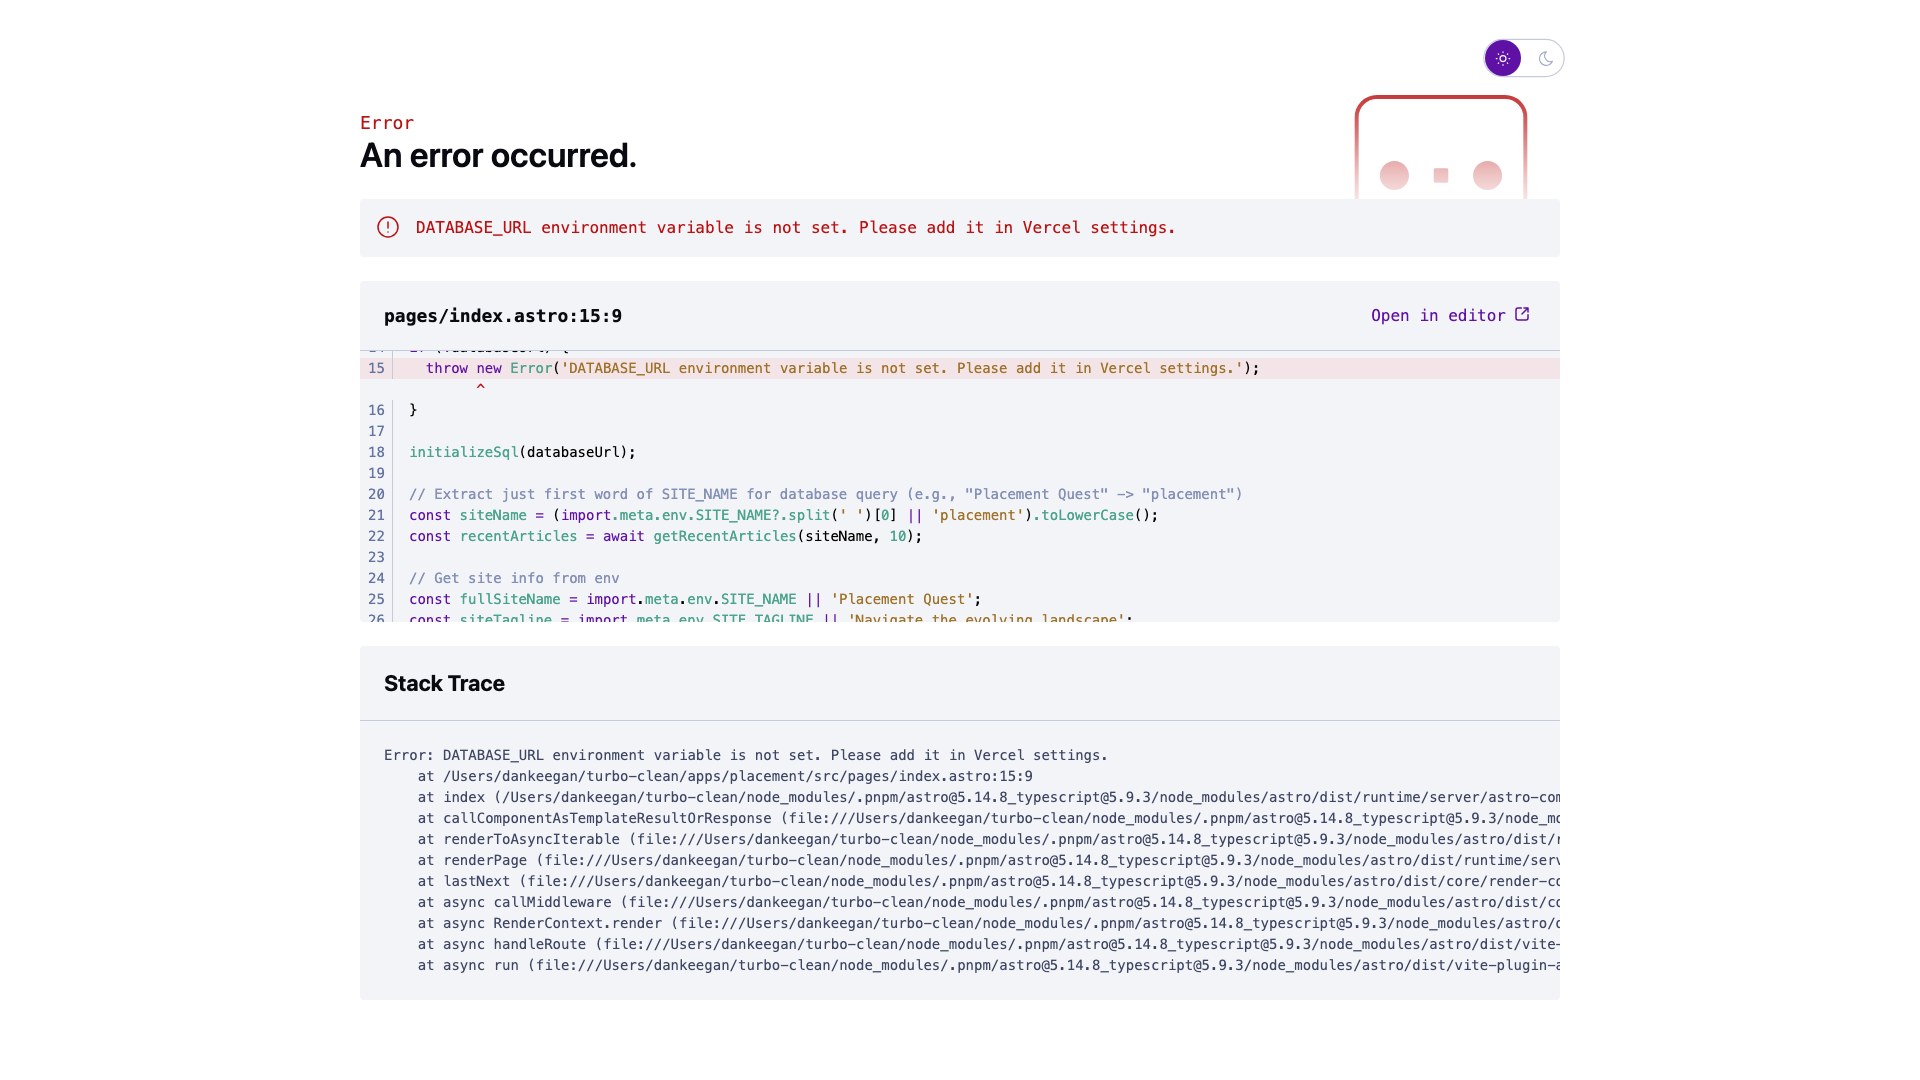 Error
An error occurred.
DATABASE_URL environment variable is not set. Please add it in Vercel settings.
pages/index.astro:15:9
Open in editor
15 throw new Error('DATABASE_URL environment variable is not set. Please add it in Vercel settings.');
^
16 }
17
18 initializeSql(databaseUrl);
19
20 // Extract just first word of SITE_NAME for database query (e.g., "Placement Quest" -> "placement")
21 const siteName = (import.meta.env.SITE_NAME?.split(' ')[0] || 'placement').toLowerCase();
22 const recentArticles = await getRecentArticles(siteName, 10);
23
24 // Get site info from env
25 const fullSiteName = import.meta.env.SITE_NAME || 'Placement Quest';
26 const siteTagline = import.meta.env.SITE_TAGLINE || 'Navigate the evolving landscape';
Stack Trace
Error: DATABASE_URL environment variable is not set. Please add it in Vercel settings.
at /Users/dankeegan/turbo-clean/apps/placement/src/pages/index.astro:15:9
at index (/Users/dankeegan/turbo-clean/node_modules/.pnpm/astro@5.14.8_typescript@5.9.3/node_modules/astro/dist/runtime/server/astro-com
at callComponentAsTemplateResultOrResponse (file:///Users/dankeegan/turbo-clean/node_modules/.pnpm/astro@5.14.8_typescript@5.9.3/node_mo
at renderToAsyncIterable (file:///Users/dankeegan/turbo-clean/node_modules/.pnpm/astro@5.14.8_typescript@5.9.3/node_modules/astro/dist/r
at renderPage (file:///Users/dankeegan/turbo-clean/node_modules/.pnpm/astro@5.14.8_typescript@5.9.3/node_modules/astro/dist/runtime/serv
at lastNext (file:///Users/dankeegan/turbo-clean/node_modules/.pnpm/astro@5.14.8_typescript@5.9.3/node_modules/astro/dist/core/render-co
at async callMiddleware (file:///Users/dankeegan/turbo-clean/node_modules/.pnpm/astro@5.14.8_typescript@5.9.3/node_modules/astro/dist/co
at async RenderContext.render (file:///Users/dankeegan/turbo-clean/node_modules/.pnpm/astro@5.14.8_typescript@5.9.3/node_modules/astro/d
at async handleRoute (file:///Users/dankeegan/turbo-clean/node_modules/.pnpm/astro@5.14.8_typescript@5.9.3/node_modules/astro/dist/vite-
at async run (file:///Users/dankeegan/turbo-clean/node_modules/.pnpm/astro@5.14.8_typescript@5.9.3/node_modules/astro/dist/vite-plugin-a